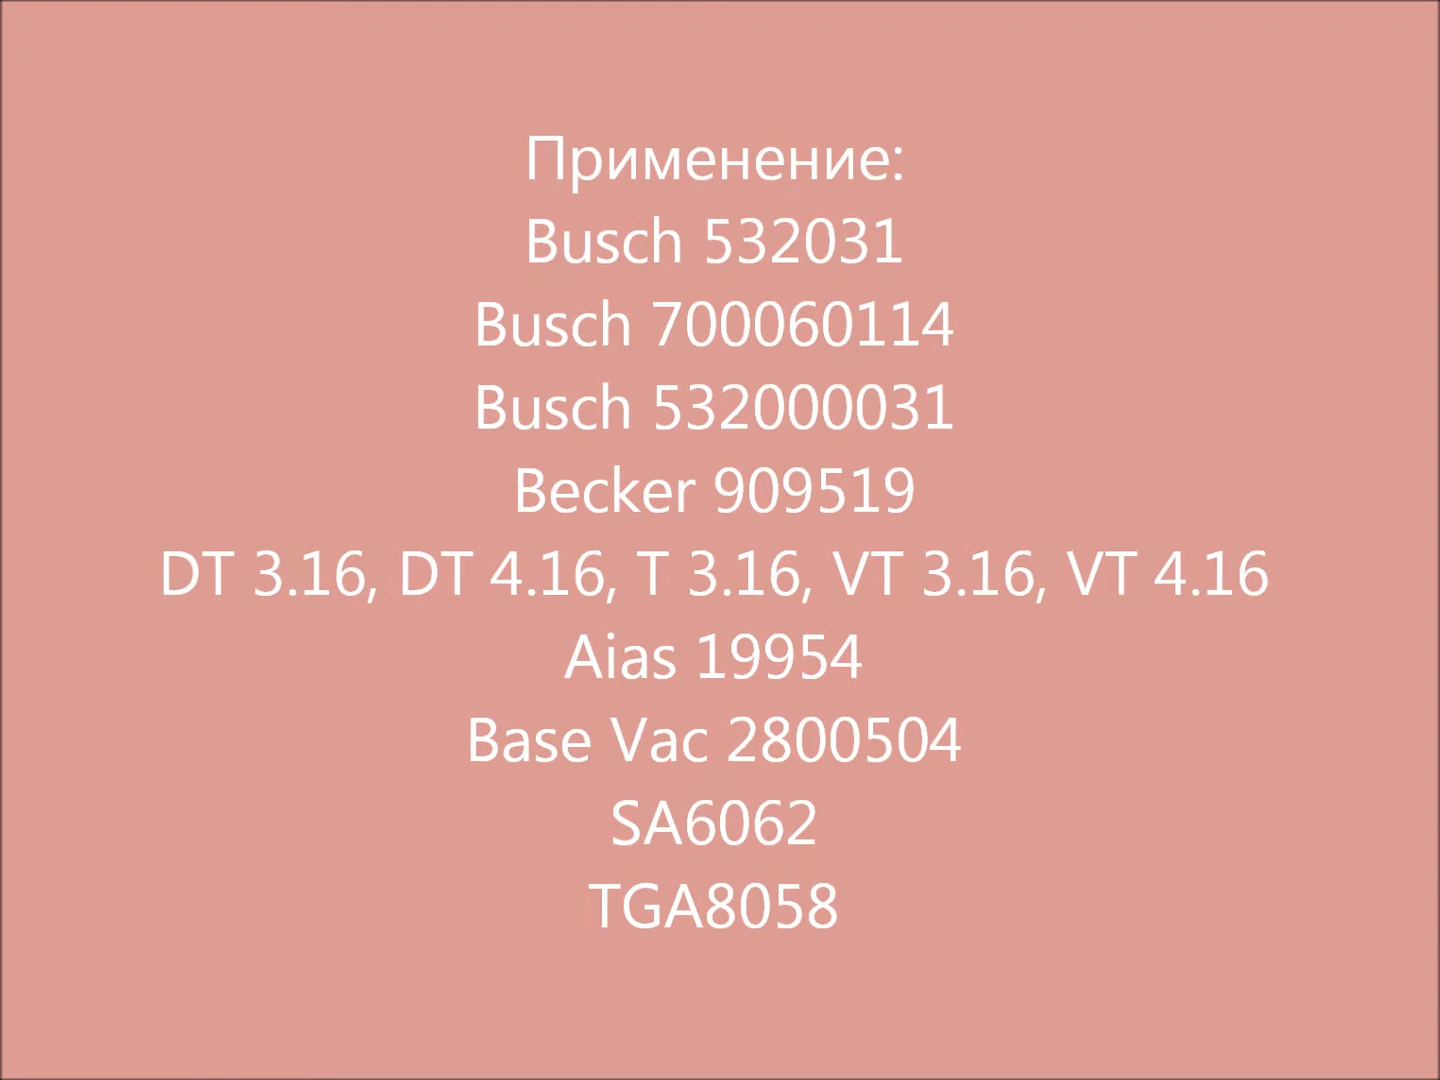 Применение:
Busch 532031
Busch 700060114
Busch 532000031
Becker 909519
DT 3.16, DT 4.16, T 3.16, VT 3.16, VT 4.16
Aias 19954
Base Vac 2800504
SA6062
TGA8058